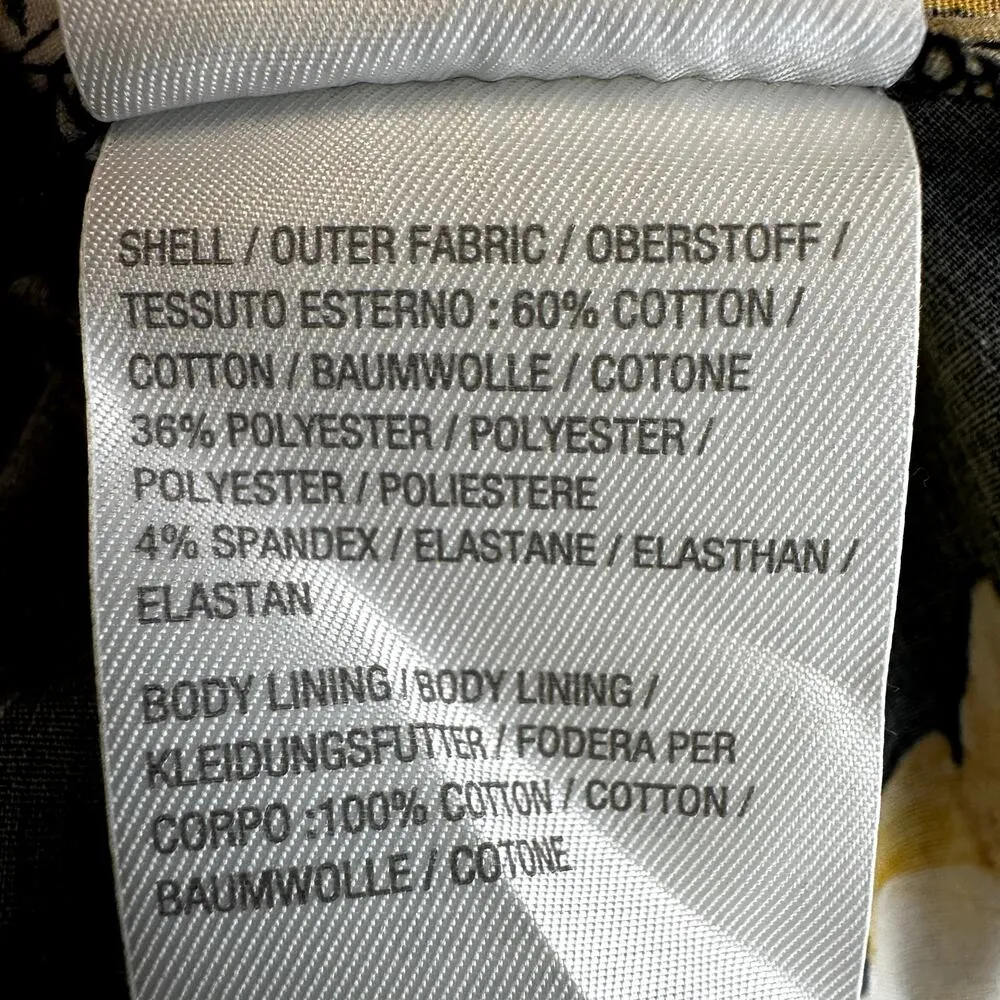 SHELL / OUTER FABRIC / OBERSTOFF /
TESSUTO ESTERNO : 60% COTTON /
COTTON / BAUMWOLLE / COTONE
36% POLYESTER / POLYESTER /
POLYESTER / POLIESTERE
4% SPANDEX / ELASTANE / ELASTHAN /
ELASTAN
BODY LINING / BODY LINING /
KLEIDUNGSFUTTER / FODERA PER
CORPO :100% COTTON / COTTON /
BAUMWOLLE / COTONE